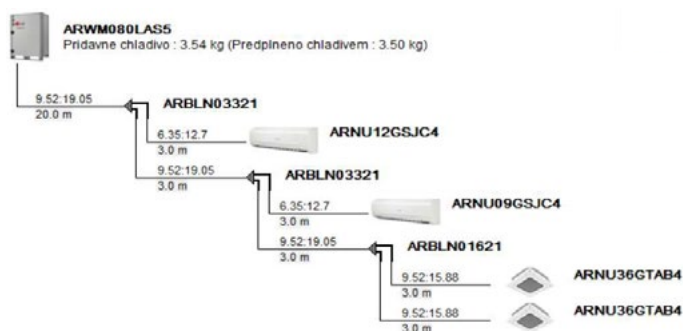 ARWM080LAS5
Pridavne chladivo : 3.54 kg (Predplneno chladivem : 3.50 kg)
9.52:19.05
20.0 m
ARBLN03321
6.35:12.7
3.0 m
ARNU12GSJC4
9.52:19.05
3.0 m
ARBLN03321
6.35:12.7
3.0 m
ARNU09GSJC4
9.52:19.05
3.0 m
ARBLN01621
9.52:15.88
3.0 m
ARNU36GTAB4
9.52:15.88
3.0 m
ARNU36GTAB4